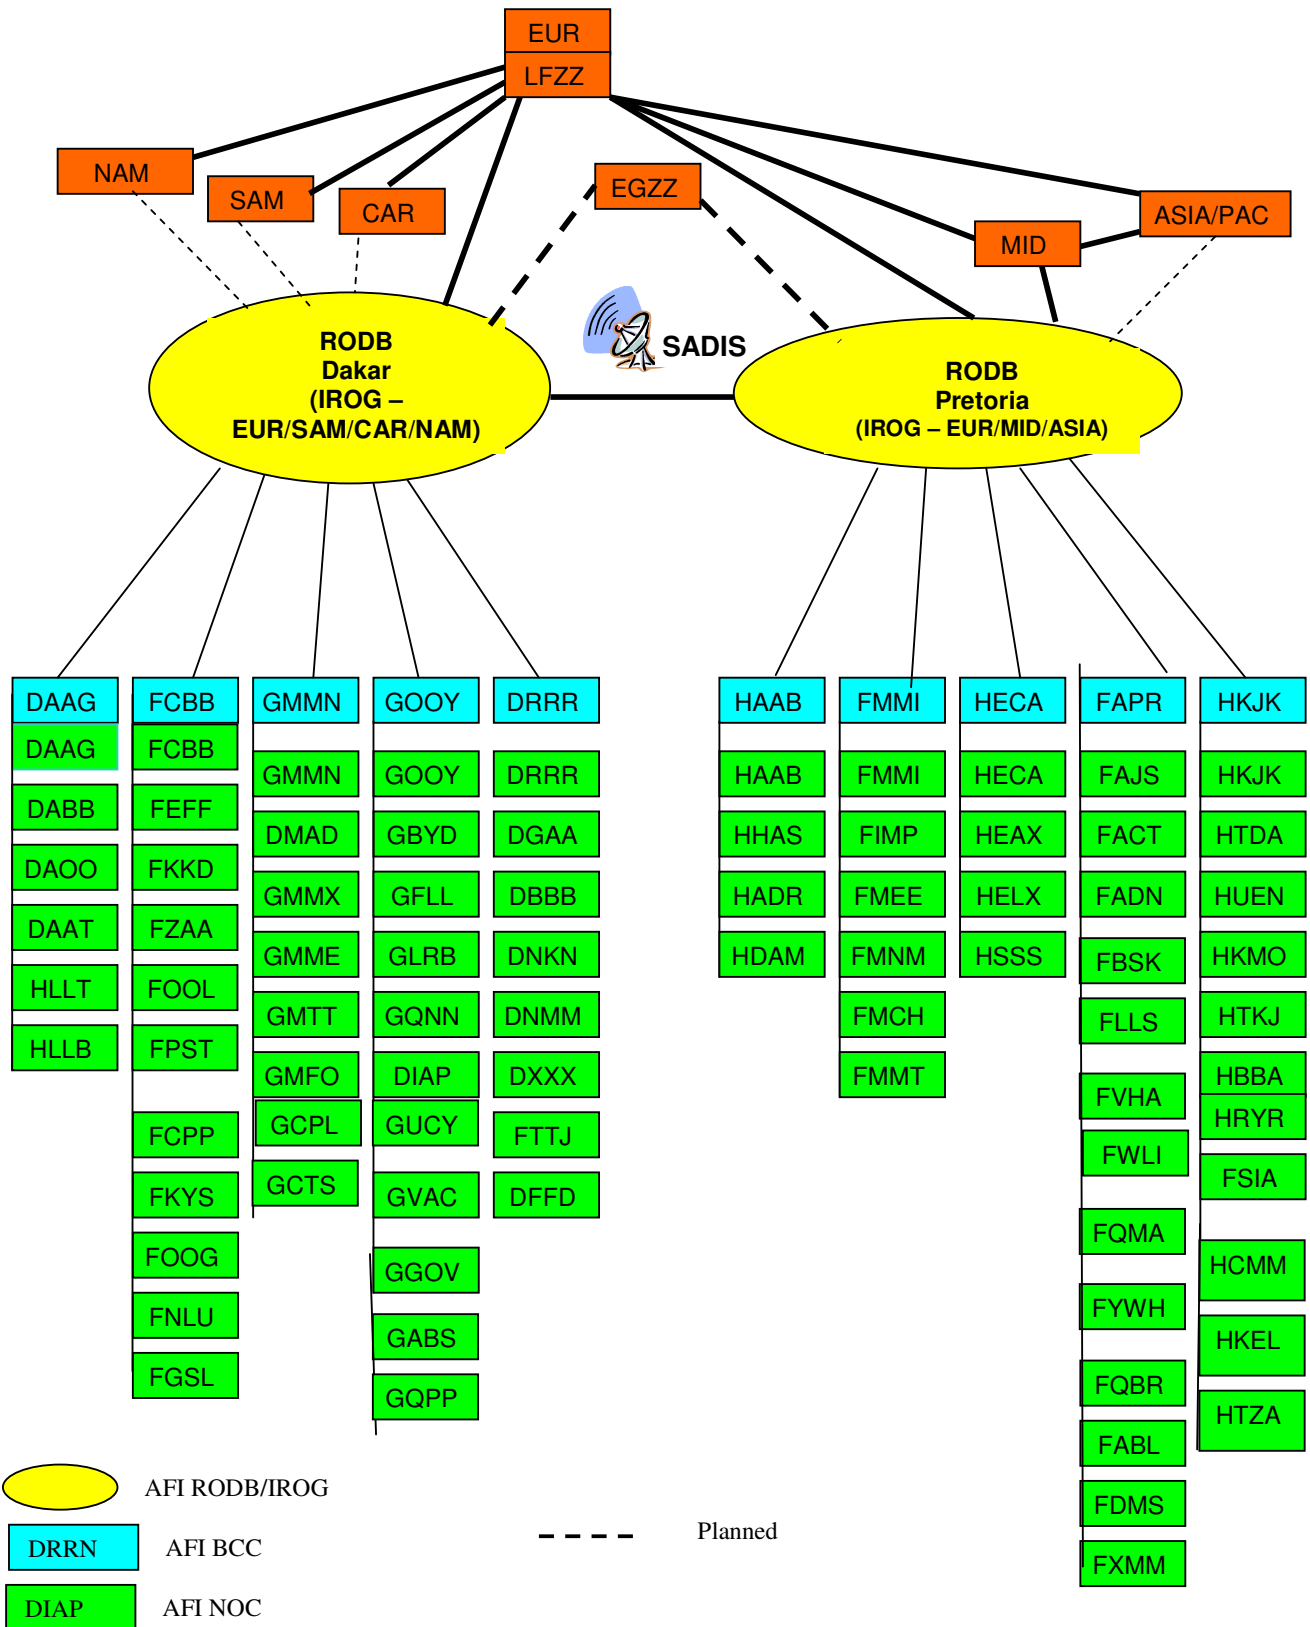 EUR
LFZZ
NAM
SAM
CAR
EGZZ
MID
ASIA/PAC
SADIS
RODB
Dakar
(IROG –
EUR/SAM/CAR/NAM)
RODB
Pretoria
(IROG – EUR/MID/ASIA)
DAAG
DAAG
DABB
DAOO
DAAT
HLLT
HLLB
FCBB
FCBB
FEFF
FKKD
FZAA
FOOL
FPST
FCPP
FKYS
FOOG
FNLU
FGSL
GMMN
GMMN
DMAD
GMMX
GMME
GMTT
GMFO
GCPL
GCTS
GOOY
GOOY
GBYD
GFLL
GLRB
GQNN
DIAP
GUCY
GVAC
GGOV
GABS
GQPP
DRRR
DRRR
DGAA
DBBB
DNKN
DNMM
DXXX
FTTJ
DFFD
HAAB
HAAB
HHAS
HADR
HDAM
FMMI
FMMI
FIMP
FMEE
FMNM
FMCH
FMMT
HECA
HECA
HEAX
HELX
HSSS
FAPR
FAJS
FACT
FADN
FBSK
FLLS
FVHA
FWLI
FQMA
FYWH
FQBR
FABL
FDMS
FXMM
HKJK
HKJK
HTDA
HUEN
HKMO
HTKJ
HBBA
HRYR
FSIA
HCMM
HKEL
HTZA
AFI RODB/IROG
DRRN AFI BCC
DIAP AFI NOC
Planned